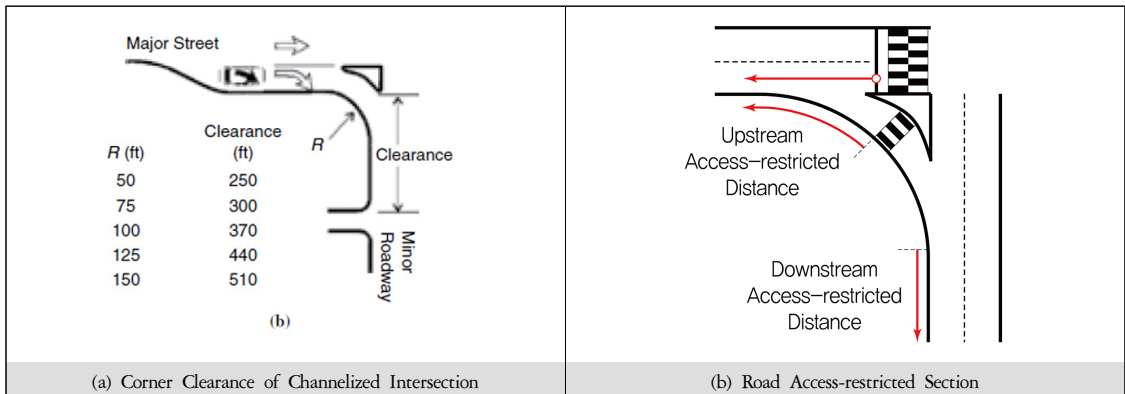 Major Street
Clearance
R (ft) (ft)
50 250
75 300
100 370
125 440
150 510
R
Clearance
Minor
Roadway
(b)
Upstream
Access-restricted
Distance
Downstream
Access-restricted
Distance
(a) Corner Clearance of Channelized Intersection
(b) Road Access-restricted Section